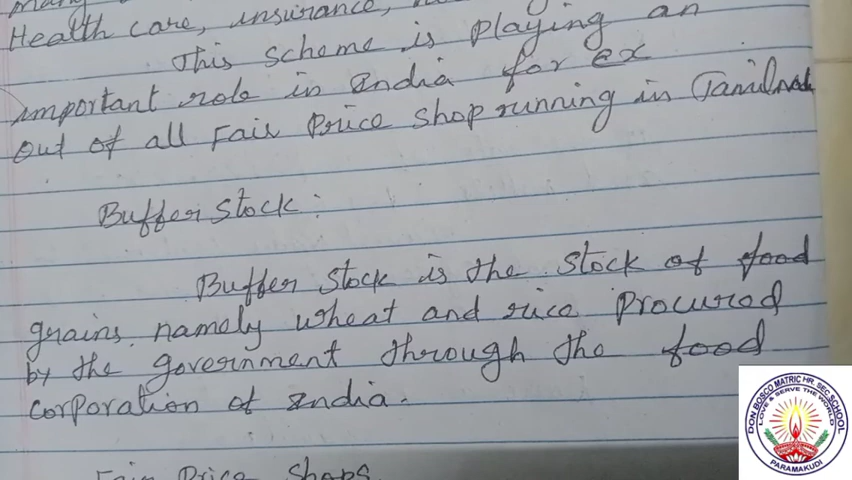 Health care, insurance,
This scheme is playing an
important role in India for ex
out of all Fair Price shop running in Tamilnadu
Buffer stock:
Buffer stock is the stock of food
grains, namely wheat and rice procured
by the government through the food
corporation of India.
Fair Price shops
DON BOSCO MATRIC HR. SEC. SCHOOL
LOVE & SERVE THE WORLD
PARAMAKUDI